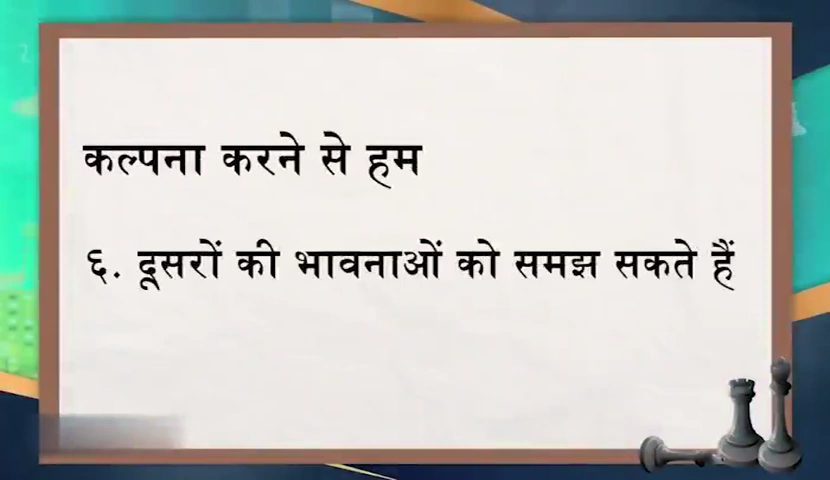 कल्पना करने से हम
६. दूसरों की भावनाओं को समझ सकते हैं